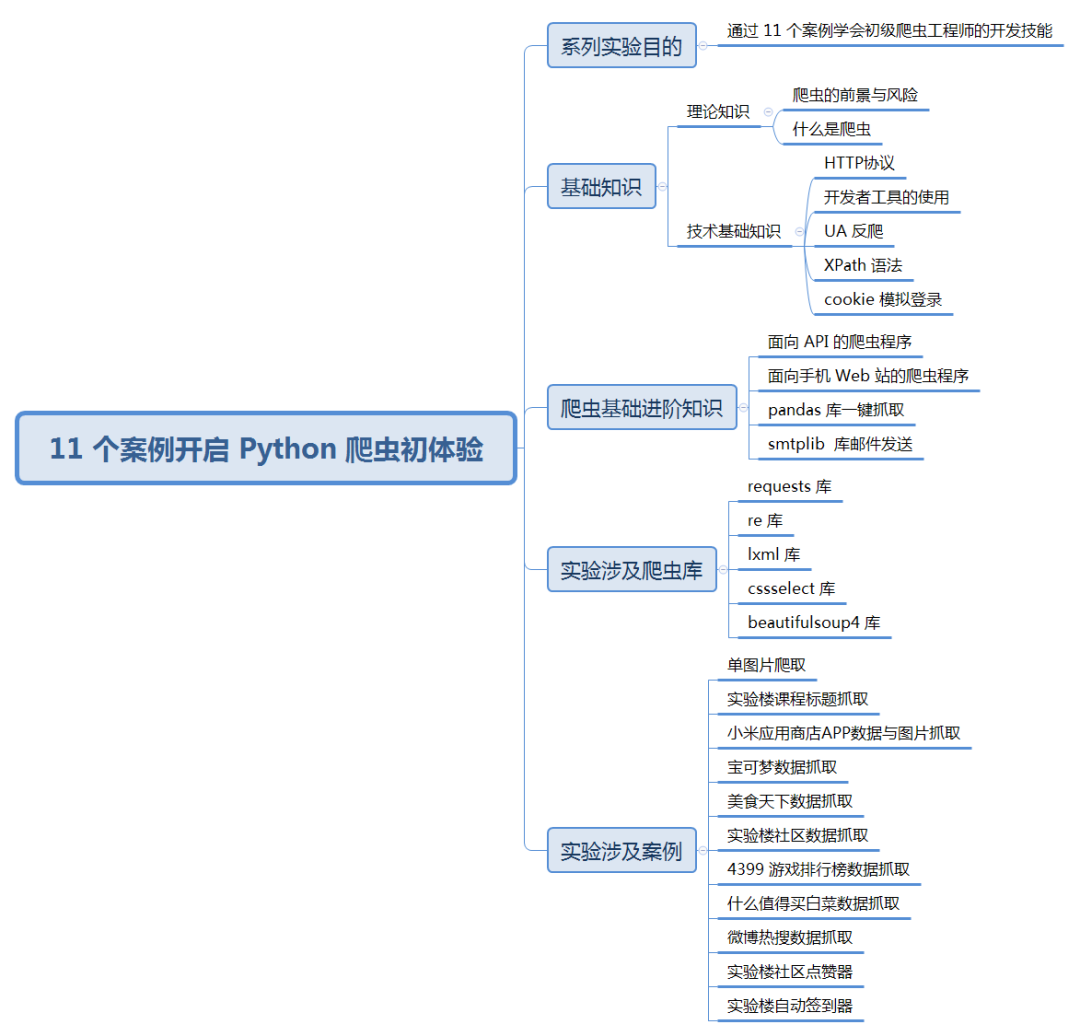 系列实验目的
通过 11 个案例学会初级爬虫工程师的开发技能
基础知识
理论知识
爬虫的前景与风险
什么是爬虫
技术基础知识
HTTP协议
开发者工具的使用
UA 反爬
XPath 语法
cookie 模拟登录
11 个案例开启 Python 爬虫初体验
爬虫基础进阶知识
面向 API 的爬虫程序
面向手机 Web 站的爬虫程序
pandas 库一键抓取
smtplib 库邮件发送
实验涉及爬虫库
requests 库
re 库
lxml 库
cssselect 库
beautifulsoup4 库
实验涉及案例
单图片爬取
实验楼课程标题抓取
小米应用商店APP数据与图片抓取
宝可梦数据抓取
美食天下数据抓取
实验楼社区数据抓取
4399 游戏排行榜数据抓取
什么值得买白菜数据抓取
微博热搜数据抓取
实验楼社区点赞器
实验楼自动签到器